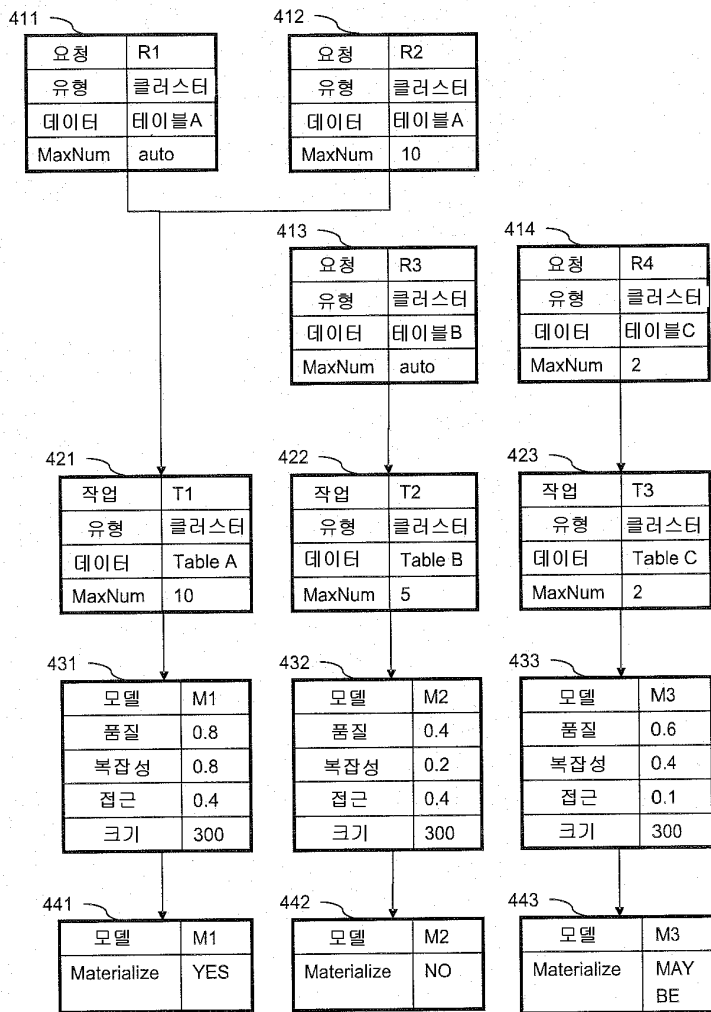 411
요청 R1
유형 클러스터
데이터 테이블A
MaxNum auto
412
요청 R2
유형 클러스터
데이터 테이블A
MaxNum 10
413
요청 R3
유형 클러스터
데이터 테이블B
MaxNum auto
414
요청 R4
유형 클러스터
데이터 테이블C
MaxNum 2
421
작업 T1
유형 클러스터
데이터 Table A
MaxNum 10
422
작업 T2
유형 클러스터
데이터 Table B
MaxNum 5
423
작업 T3
유형 클러스터
데이터 Table C
MaxNum 2
431
모델 M1
품질 0.8
복잡성 0.8
접근 0.4
크기 300
432
모델 M2
품질 0.4
복잡성 0.2
접근 0.4
크기 300
433
모델 M3
품질 0.6
복잡성 0.4
접근 0.1
크기 300
441
모델 M1
Materialize YES
442
모델 M2
Materialize NO
443
모델 M3
Materialize MAY
BE